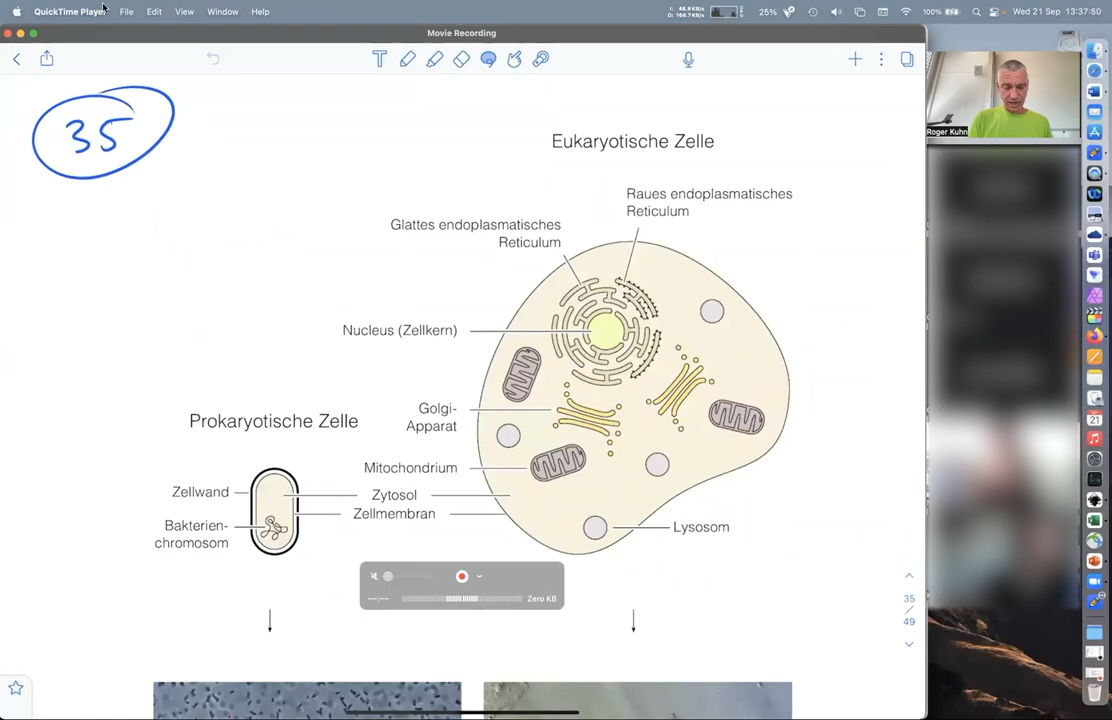 QuickTime Player File Edit View Window Help
25% 100% Wed 21 Sep 13:37:50
Movie Recording
35
Eukaryotische Zelle
Raues endoplasmatisches
Reticulum
Glattes endoplasmatisches
Reticulum
Nucleus (Zellkern)
Golgi-
Apparat
Prokaryotische Zelle
Mitochondrium
Zellwand
Zytosol
Zellmembran
Bakterien-
chromosom
Lysosom
--:-- Zero KB
35
/
49
Roger Kuhn
21